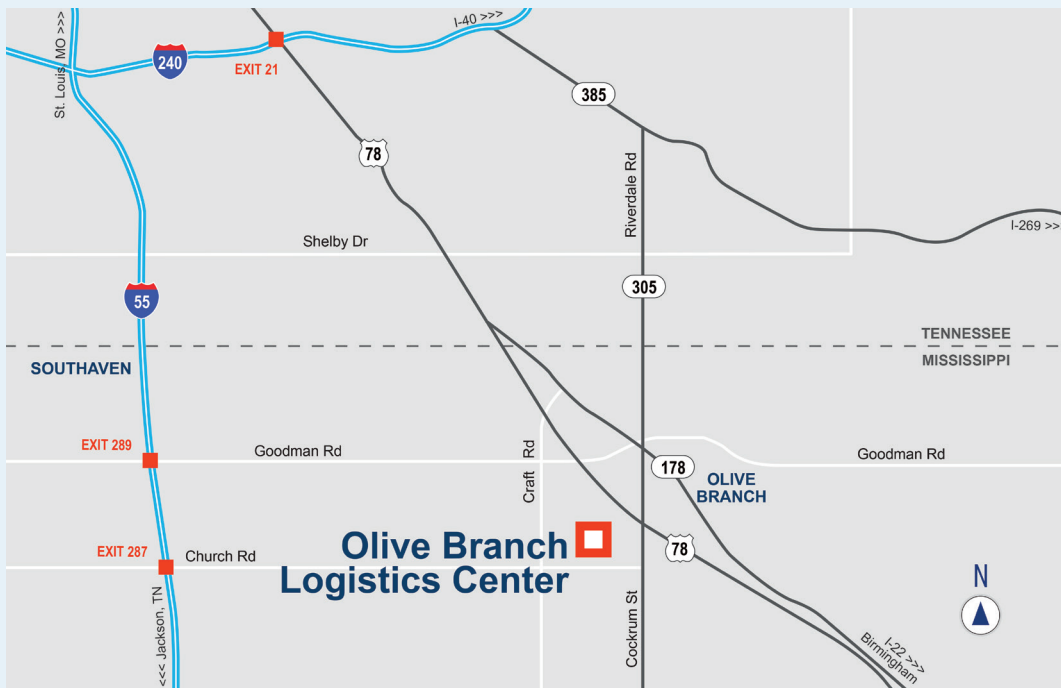 St. Louis, MO >>>
I-40 >>>
240
EXIT 21
385
78
Riverdale Rd
I-269 >>
Shelby Dr
305
55
TENNESSEE
MISSISSIPPI
SOUTHAVEN
EXIT 289
Goodman Rd
Craft Rd
178
OLIVE
BRANCH
Goodman Rd
EXIT 287
Church Rd
Olive Branch
Logistics Center
78
N
<<< Jackson, TN
Cockrum St
I-22 >>>
Birmingham